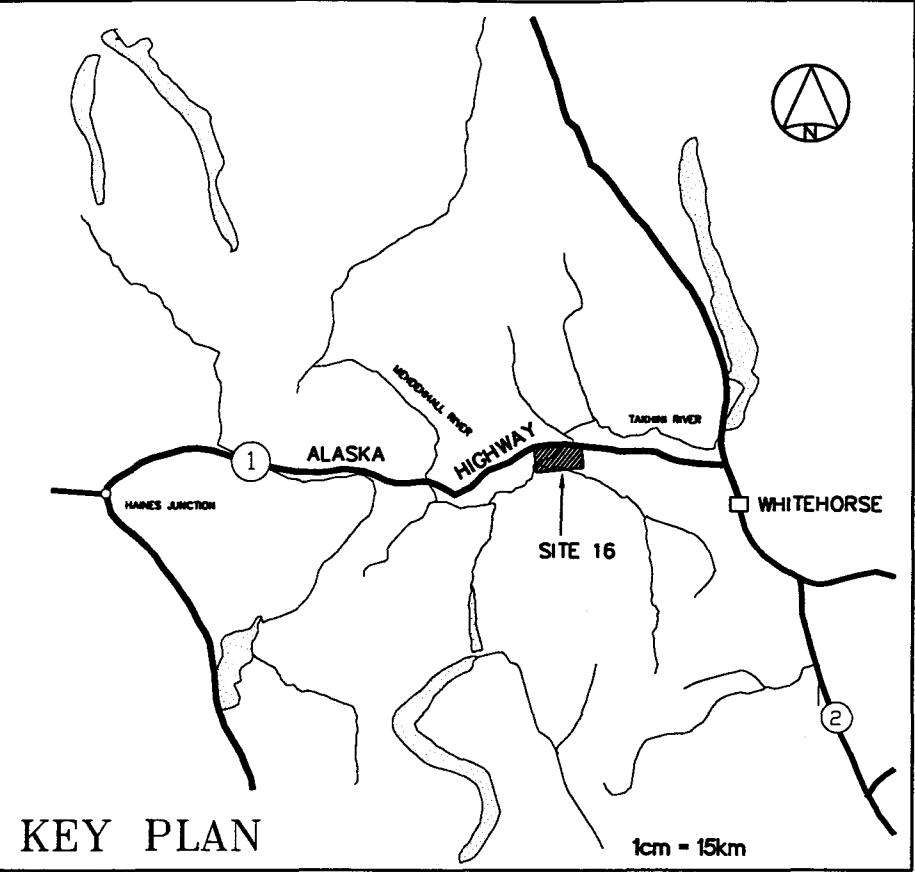 N
MENDENHALL RIVER
TAKHINI RIVER
HIGHWAY
ALASKA
1
HAINES JUNCTION
WHITEHORSE
SITE 16
2
KEY PLAN
1cm = 15km